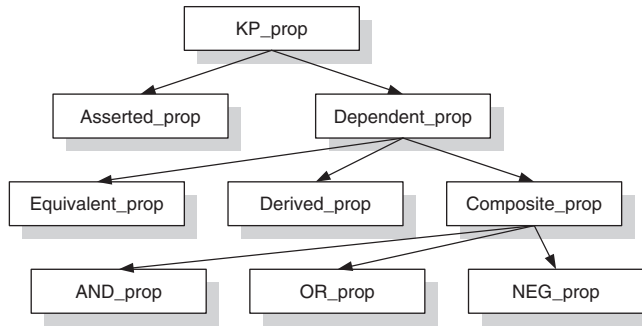 KP_prop
Asserted_prop
Dependent_prop
Equivalent_prop
Derived_prop
Composite_prop
AND_prop
OR_prop
NEG_prop